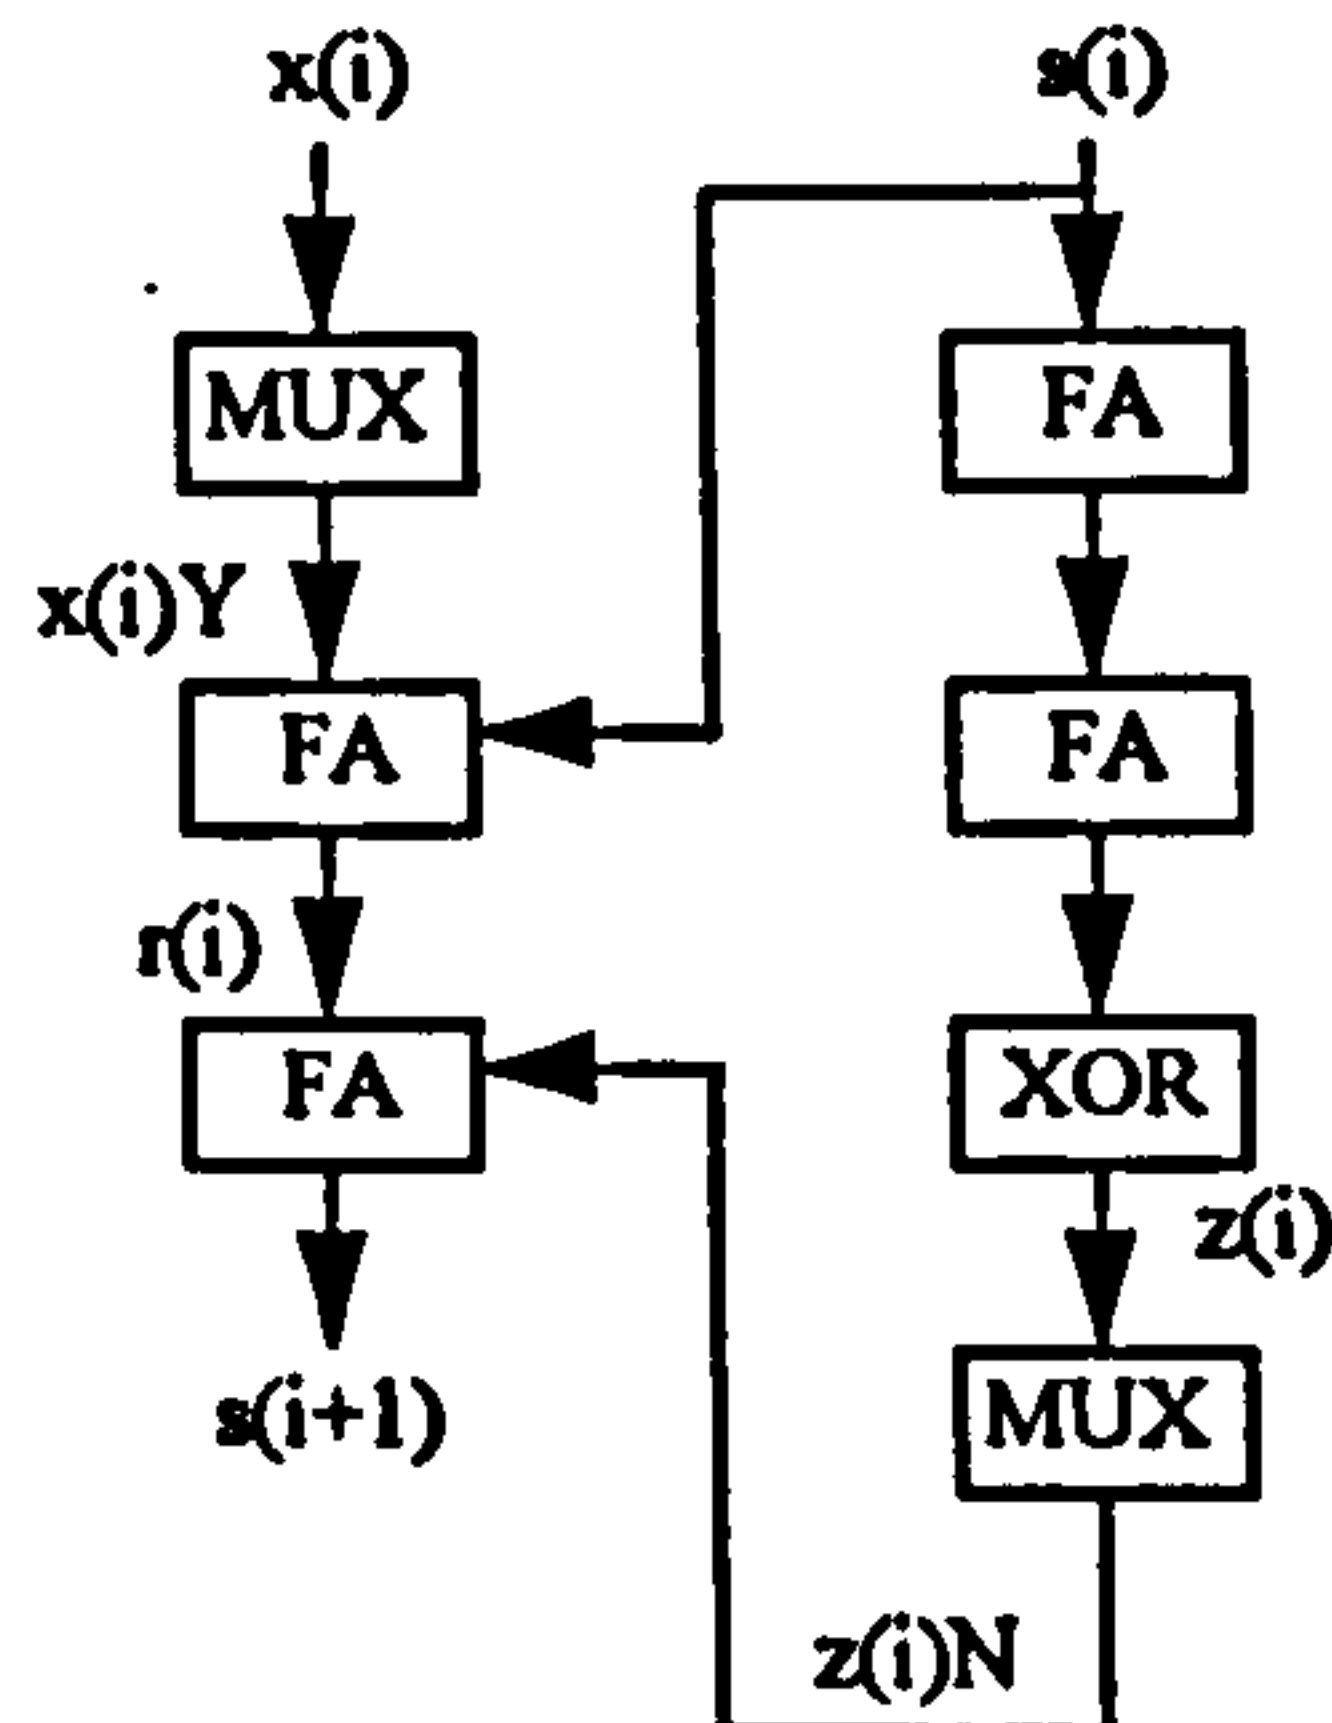 x(i)
s(i)
MUX
FA
x(i)Y
FA
FA
r(i)
FA
XOR
z(i)
s(i+1)
MUX
z(i)N